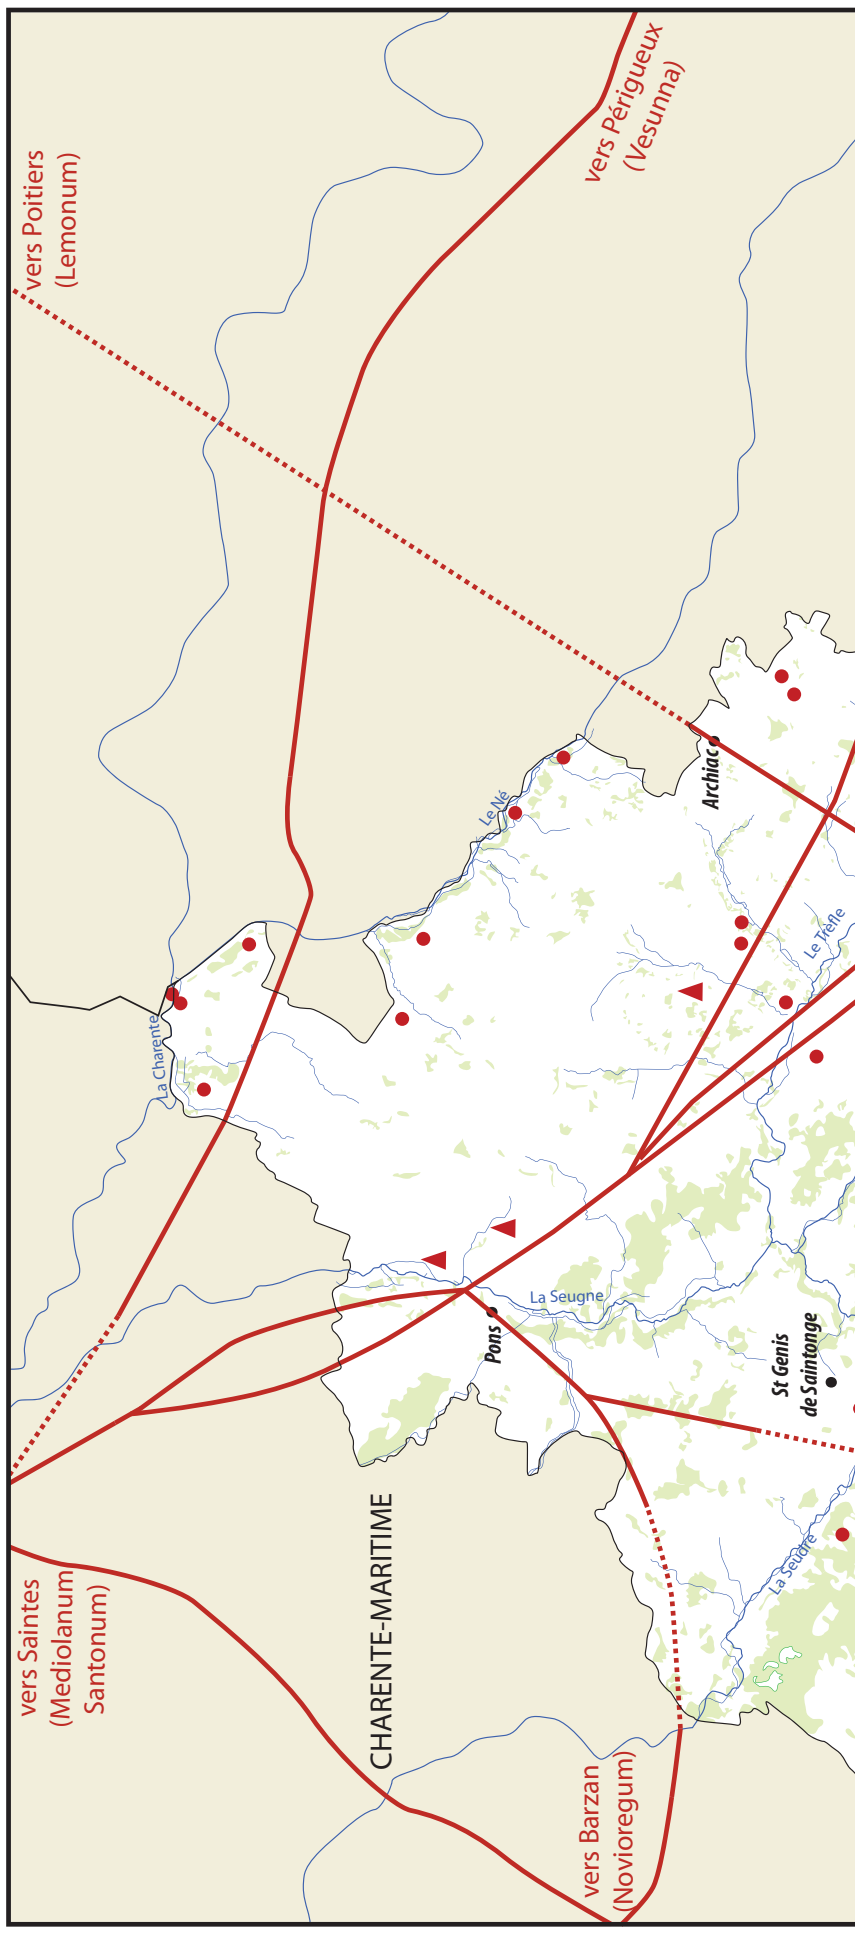 vers Poitiers
(Lemonum)
vers Périgueux
(Vesunna)
Archiac
Le Né
Le Trèfle
La Charente
La Seugne
Pons
St Genis
de Saintonge
CHARENTE-MARITIME
La Seudre
vers Saintes
(Mediolanum
Santonum)
vers Barzan
(Novioregum)